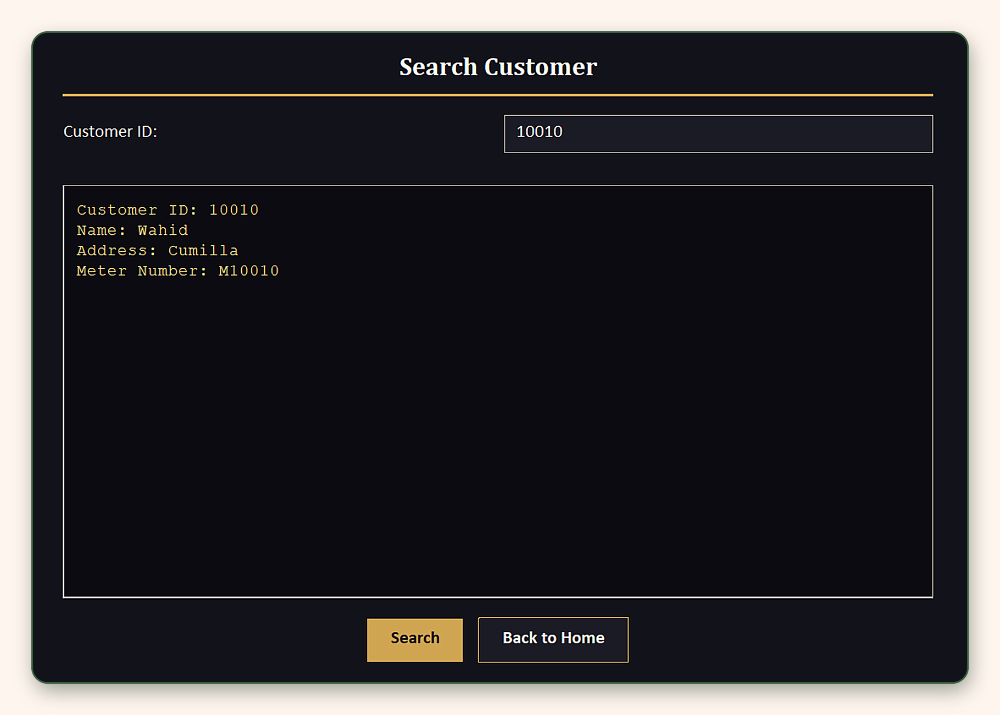 Search Customer
Customer ID:
10010
Customer ID: 10010
Name: Wahid
Address: Cumilla
Meter Number: M10010
Search
Back to Home